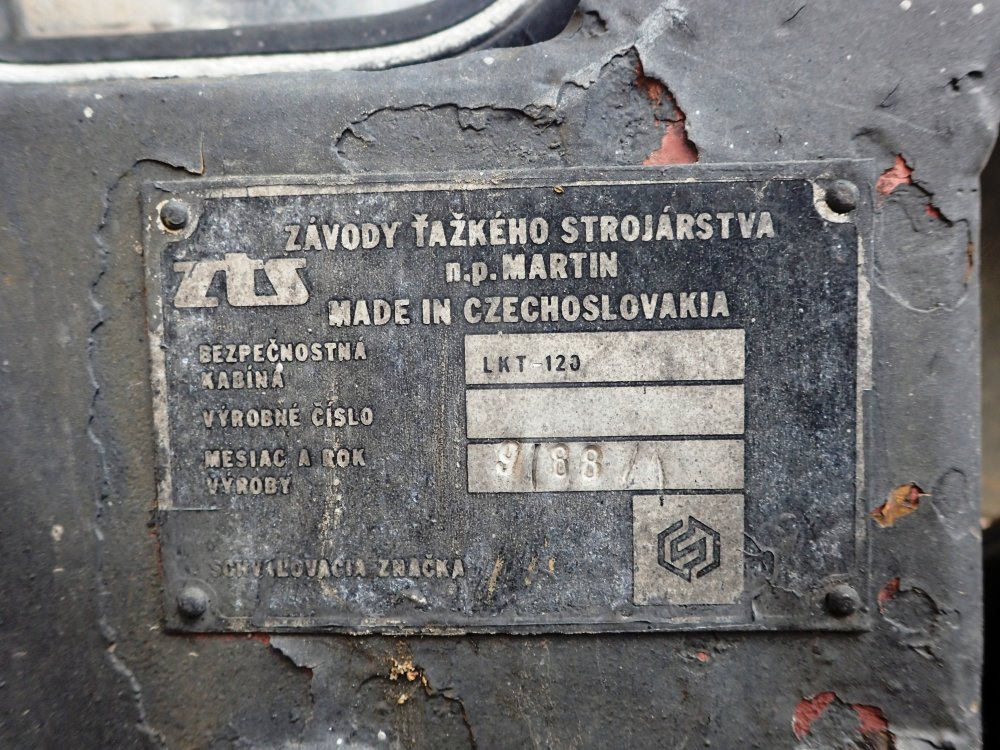 ZÁVODY ŤAŽKÉHO STROJÁRSTVA
ZŤS
n.p. MARTIN
MADE IN CZECHOSLOVAKIA
BEZPEČNOSTNÁ
KABÍNA
LKT-120
VÝROBNÉ ČÍSLO
MESIAC A ROK
VÝROBY
9/88/1
SCHVAĽOVACIA ZNAČKA